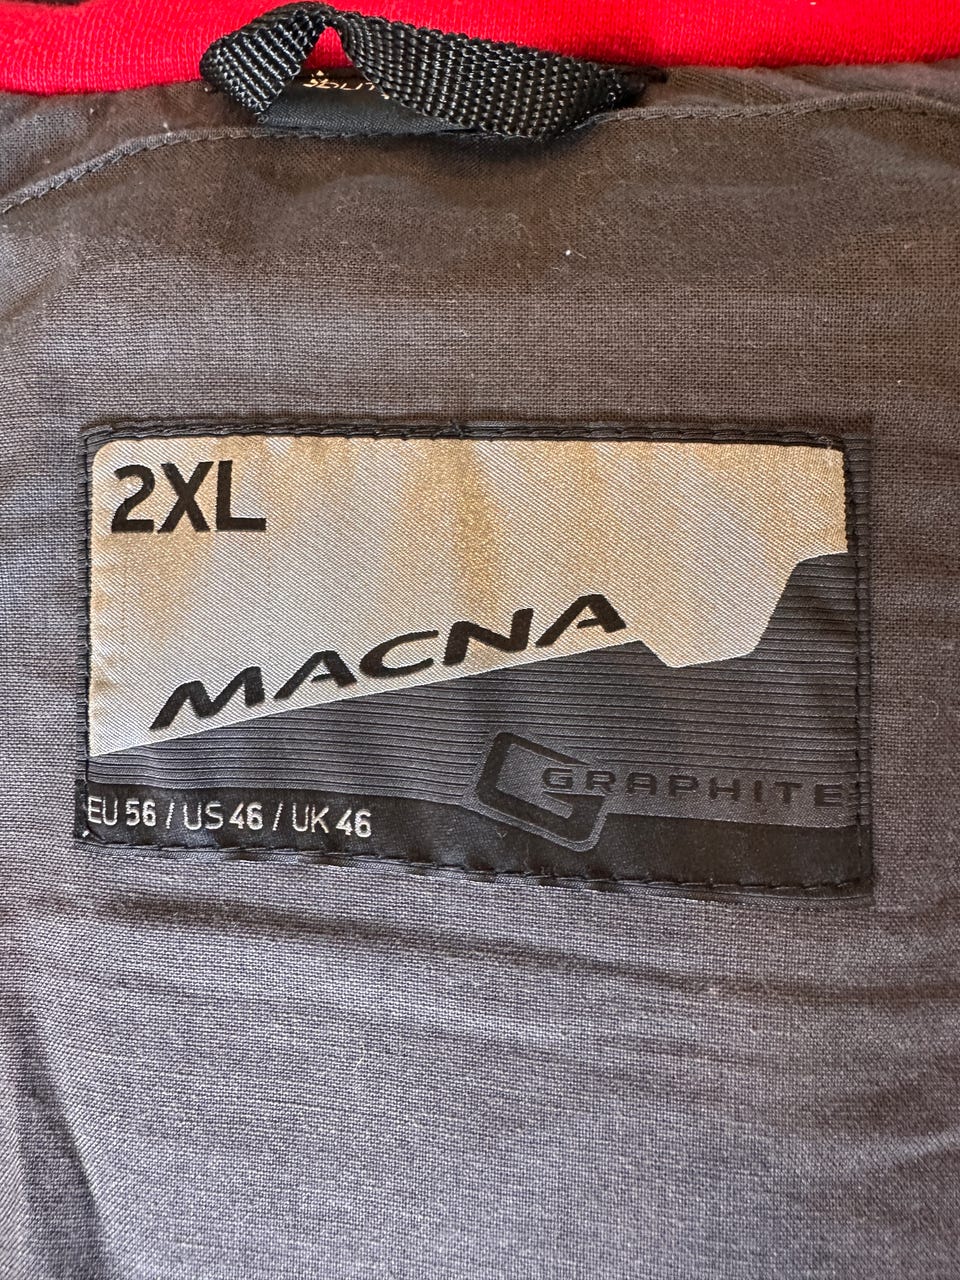 2XL
MACNA
G GRAPHITE
EU 56 / US 46 / UK 46